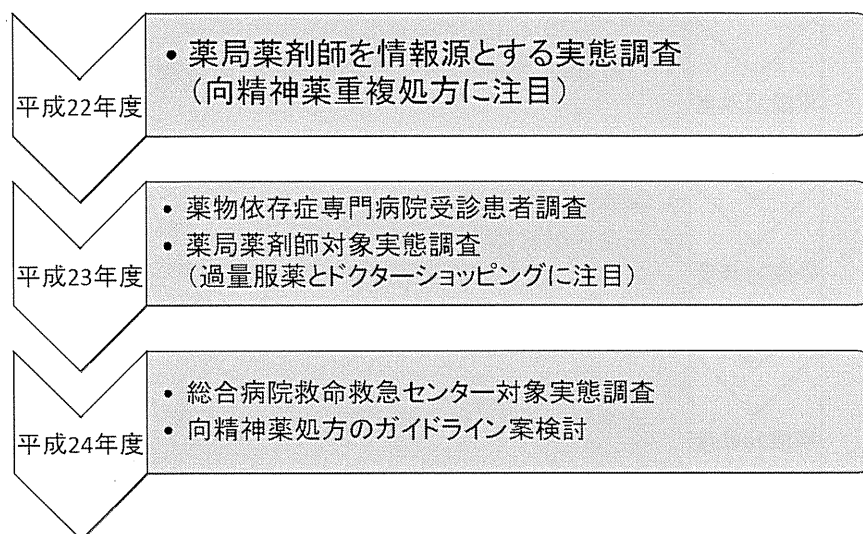 平成22年度
• 薬局薬剤師を情報源とする実態調査
(向精神薬重複処方に注目)
平成23年度
• 薬物依存症専門病院受診患者調査
• 薬局薬剤師対象実態調査
(過量服薬とドクターショッピングに注目)
平成24年度
• 総合病院救命救急センター対象実態調査
• 向精神薬処方のガイドライン案検討